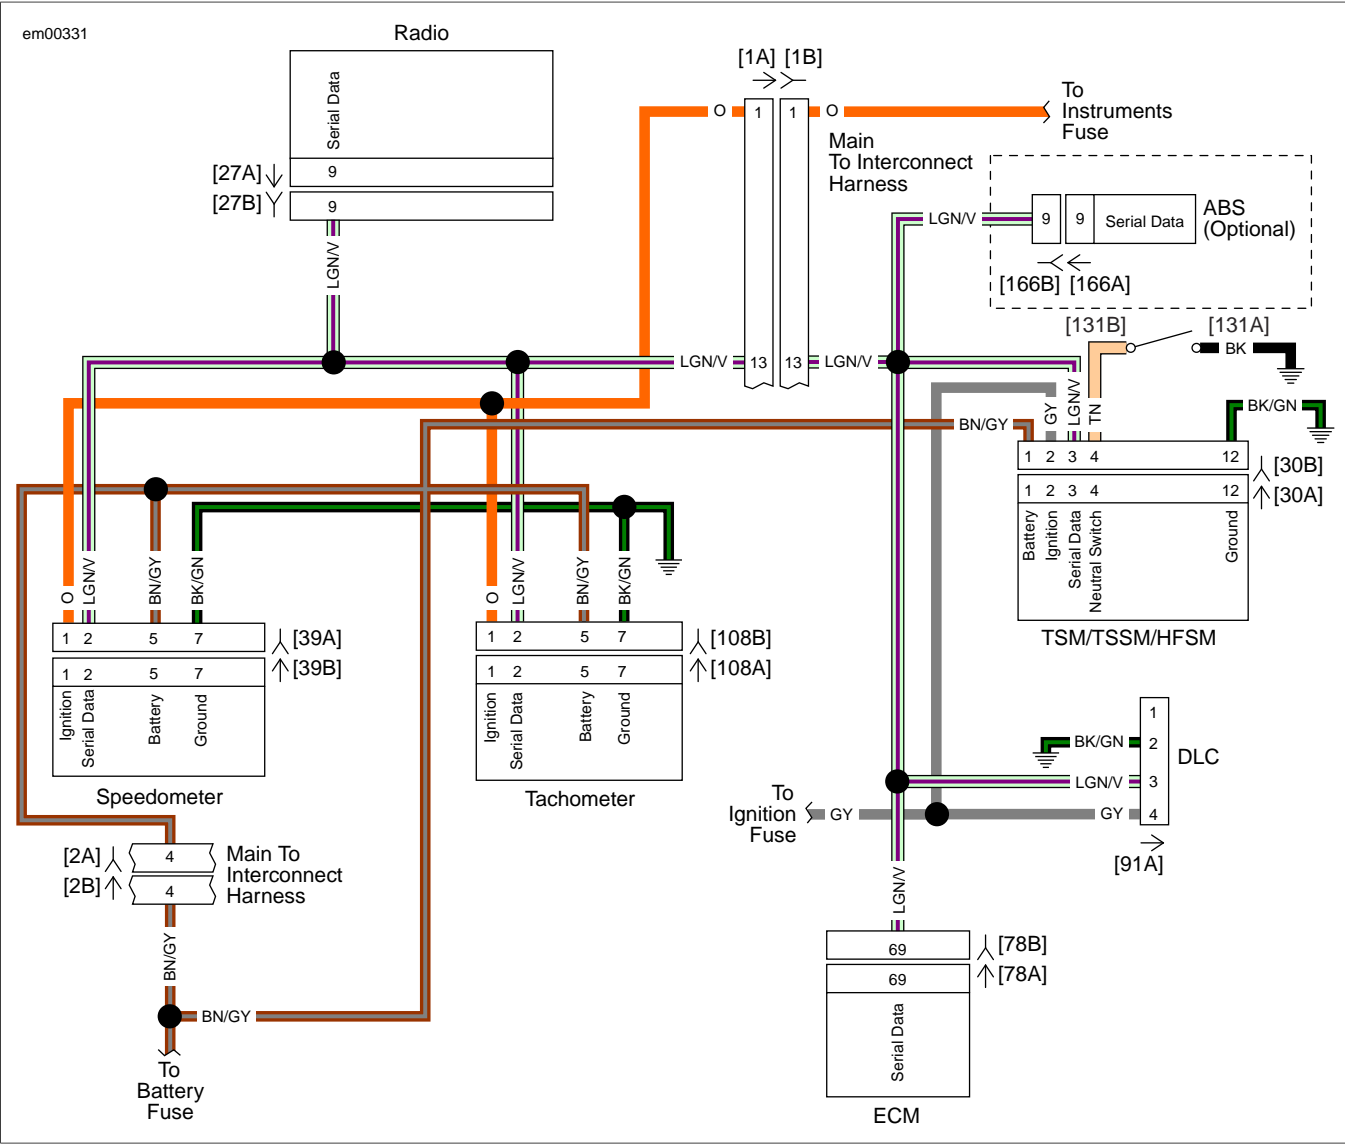 em00331
Radio
Serial Data
[27A]
9
[27B]
9
LGN/V
[1A] [1B]
O
1
1
O
To
Instruments
Fuse
Main
To Interconnect
Harness
LGN/V
9
9
Serial Data
ABS
(Optional)
[166B] [166A]
[131B]
[131A]
BK
LGN/V
13
13
LGN/V
GY
LGN/V
TN
BK/GN
BN/GY
1
2
3
4
12
[30B]
1
2
3
4
12
[30A]
Battery
Ignition
Serial Data
Neutral Switch
Ground
TSM/TSSM/HFSM
O
LGN/V
BN/GY
BK/GN
1
2
5
7
[39A]
1
2
5
7
[39B]
Ignition
Serial Data
Battery
Ground
Speedometer
O
LGN/V
BN/GY
BK/GN
1
2
5
7
[108B]
1
2
5
7
[108A]
Ignition
Serial Data
Battery
Ground
Tachometer
1
BK/GN
2
DLC
LGN/V
3
To
Ignition
Fuse
GY
GY
4
[91A]
[2A]
4
[2B]
4
Main To
Interconnect
Harness
BN/GY
BN/GY
To
Battery
Fuse
LGN/V
69
[78B]
69
[78A]
Serial Data
ECM